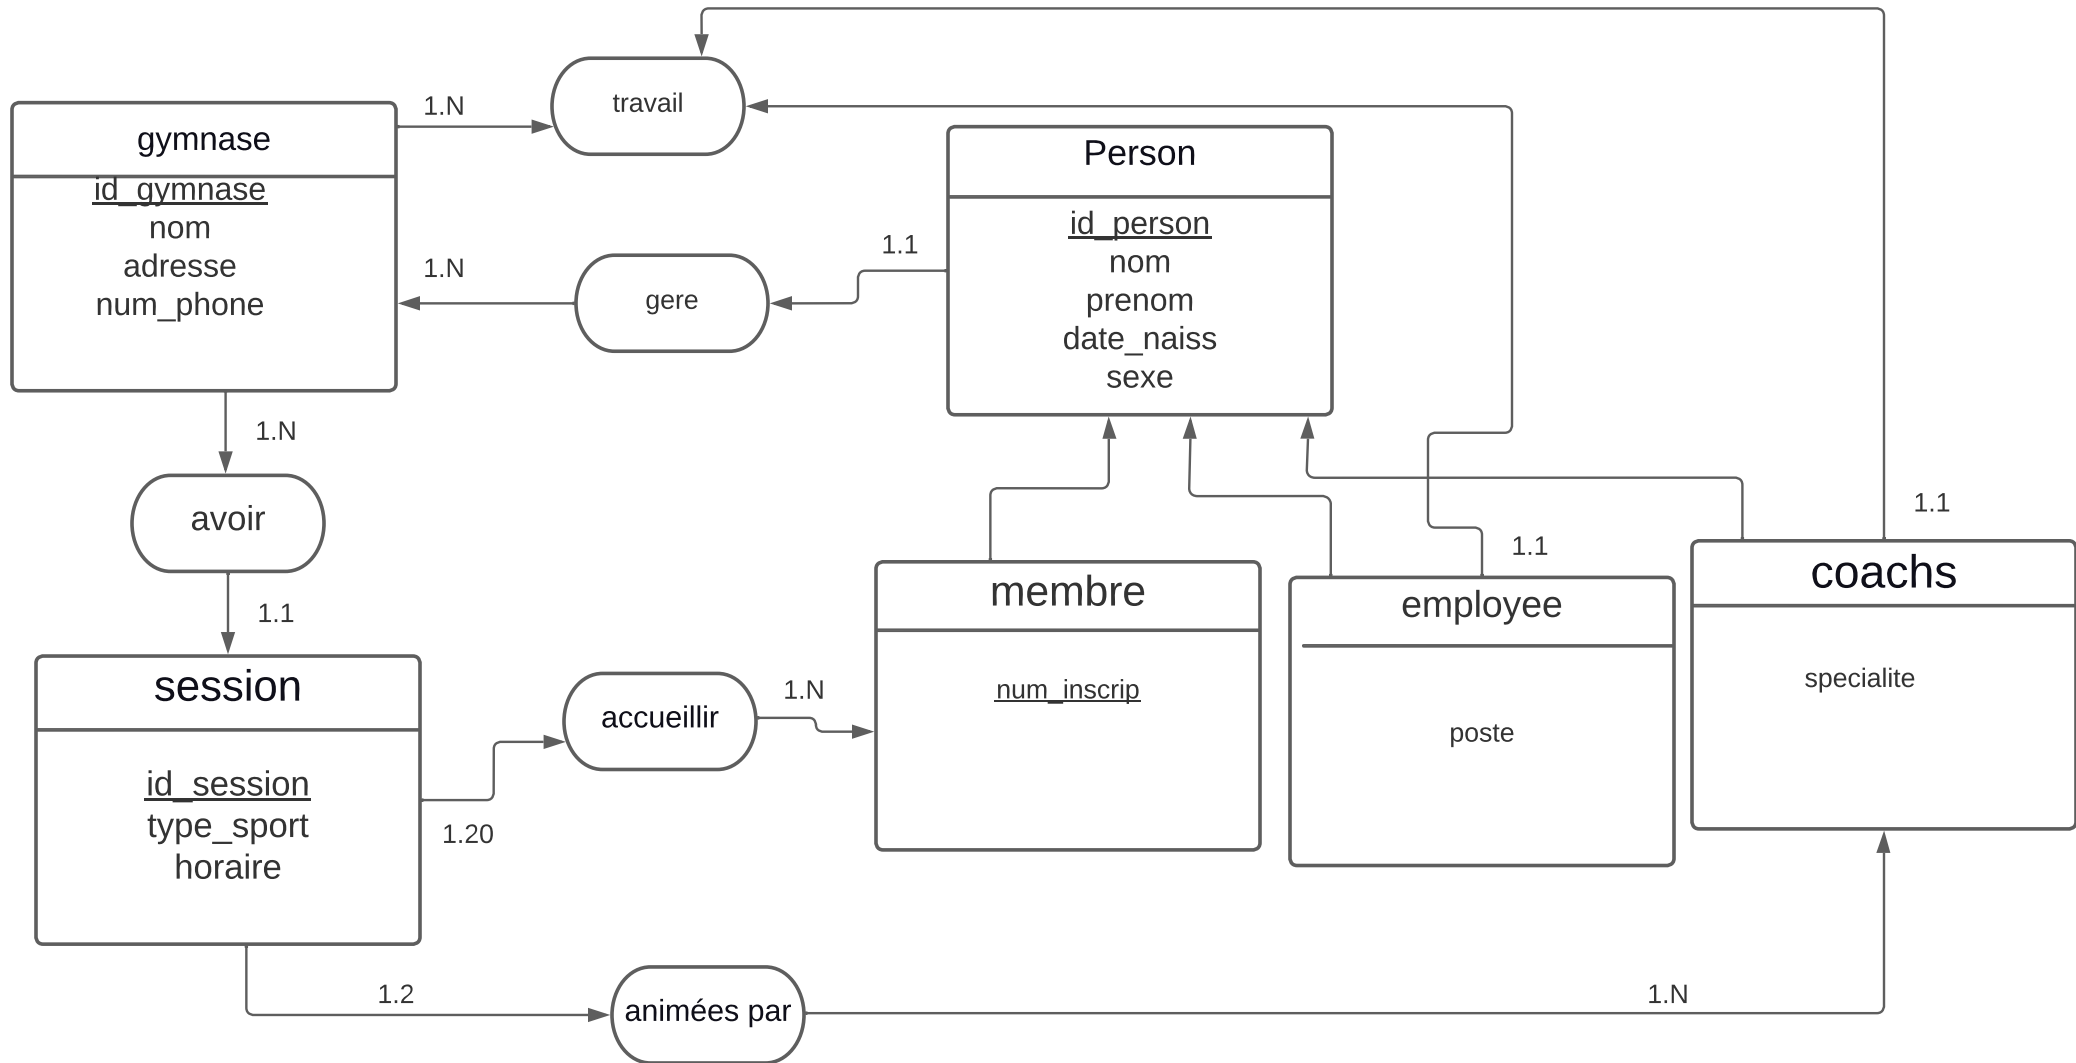 1.N
travail
gymnase
id_gymnase
nom
adresse
num_phone
Person
id_person
nom
prenom
date_naiss
sexe
1.1
1.N
gere
1.N
avoir
1.1
1.1
1.1
session
id_session
type_sport
horaire
1.20
accueillir
1.N
membre
num_inscrip
employee
poste
coachs
specialite
1.2
animées par
1.N